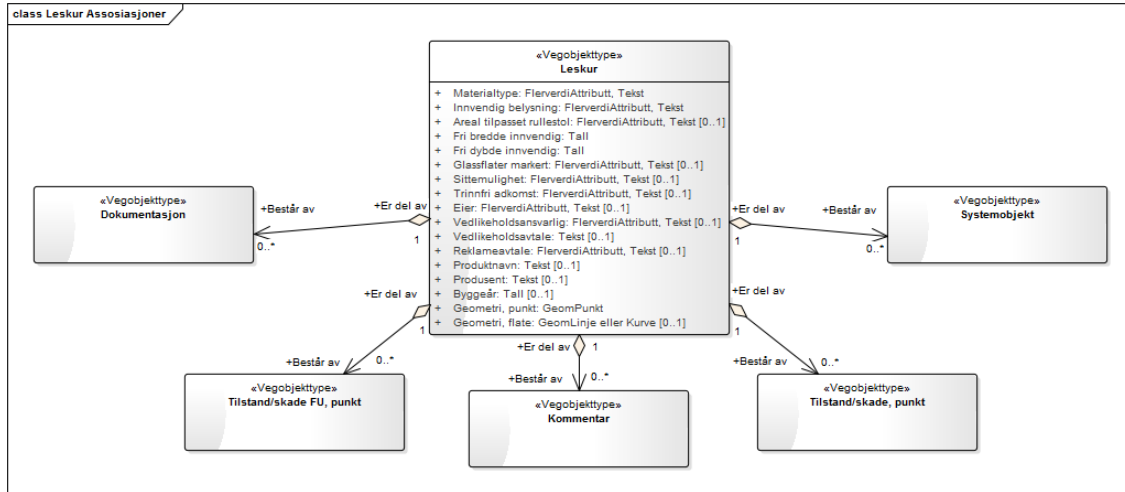 class Leskur Assosiasjoner
«Vegobjekttype»
Leskur
+ Materialtype: FlerverdiAttributt, Tekst
+ Innvendig belysning: FlerverdiAttributt, Tekst
+ Areal tilpasset rullestol: FlerverdiAttributt, Tekst [0..1]
+ Fri bredde innvendig: Tall
+ Fri dybde innvendig: Tall
+ Glassflater markert: FlerverdiAttributt, Tekst [0..1]
+ Sittemulighet: FlerverdiAttributt, Tekst [0..1]
+ Trinnfri adkomst: FlerverdiAttributt, Tekst [0..1]
+ Eier: FlerverdiAttributt, Tekst [0..1]
+ Vedlikeholdsansvarlig: FlerverdiAttributt, Tekst [0..1]
+ Vedlikeholdsavtale: Tekst [0..1]
+ Reklameavtale: FlerverdiAttributt, Tekst [0..1]
+ Produktnavn: Tekst [0..1]
+ Produsent: Tekst [0..1]
+ Byggeår: Tall [0..1]
+ Geometri, punkt: GeomPunkt
+ Geometri, flate: GeomLinje eller Kurve [0..1]
«Vegobjekttype»
Dokumentasjon
+Består av
0..*
+Er del av
1
+Er del av
1
+Består av
0..*
«Vegobjekttype»
Systemobjekt
+Er del av
1
+Består av
0..*
«Vegobjekttype»
Tilstand/skade FU, punkt
+Er del av
1
+Består av
0..*
«Vegobjekttype»
Kommentar
+Er del av
1
+Består av
0..*
«Vegobjekttype»
Tilstand/skade, punkt